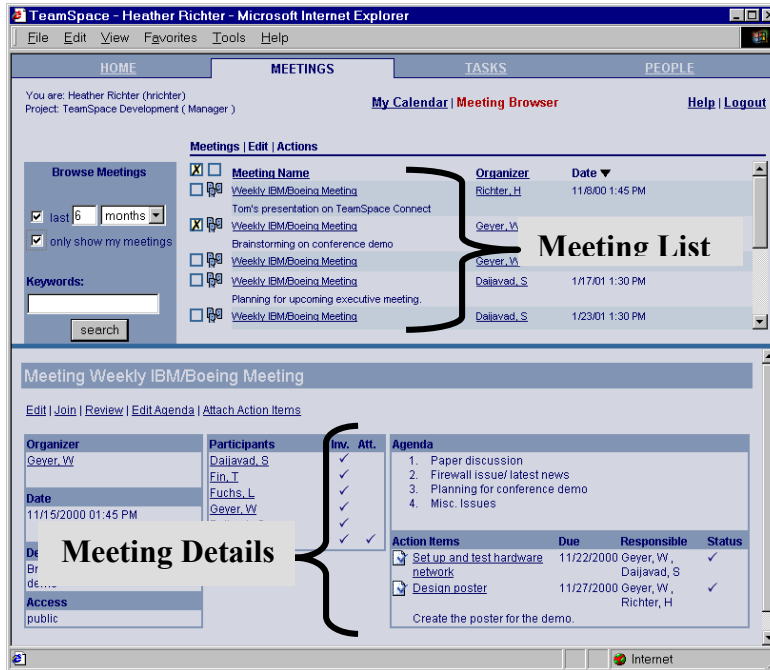 TeamSpace - Heather Richter - Microsoft Internet Explorer
File Edit View Favorites Tools Help
HOME MEETINGS TASKS PEOPLE
You are: Heather Richter (hrichter)
Project: TeamSpace Development ( Manager )
My Calendar | Meeting Browser Help | Logout
Meetings | Edit | Actions
Browse Meetings
last 6 months
only show my meetings
Keywords:
search
Meeting Name Organizer Date ▼
Weekly IBM/Boeing Meeting Richter, H 11/8/00 1:45 PM
Tom's presentation on TeamSpace Connect
Weekly IBM/Boeing Meeting Geyer, W
Brainstorming on conference demo
Weekly IBM/Boeing Meeting Geyer, W
Weekly IBM/Boeing Meeting Daijavad, S 1/17/01 1:30 PM
Planning for upcoming executive meeting.
Weekly IBM/Boeing Meeting Daijavad, S 1/23/01 1:30 PM
Meeting List
Meeting Weekly IBM/Boeing Meeting
Edit | Join | Review | Edit Agenda | Attach Action Items
Organizer
Geyer, W
Date
11/15/2000 01:45 PM
Access
public
Participants Inv. Att.
Daijavad, S
Fin, T
Fuchs, L
Geyer, W
Meeting Details
Agenda
1. Paper discussion
2. Firewall issue/ latest news
3. Planning for conference demo
4. Misc. Issues
Action Items Due Responsible Status
Set up and test hardware 11/22/2000 Geyer, W ,
network Daijavad, S
Design poster 11/27/2000 Geyer, W ,
Richter, H
Create the poster for the demo.
Internet